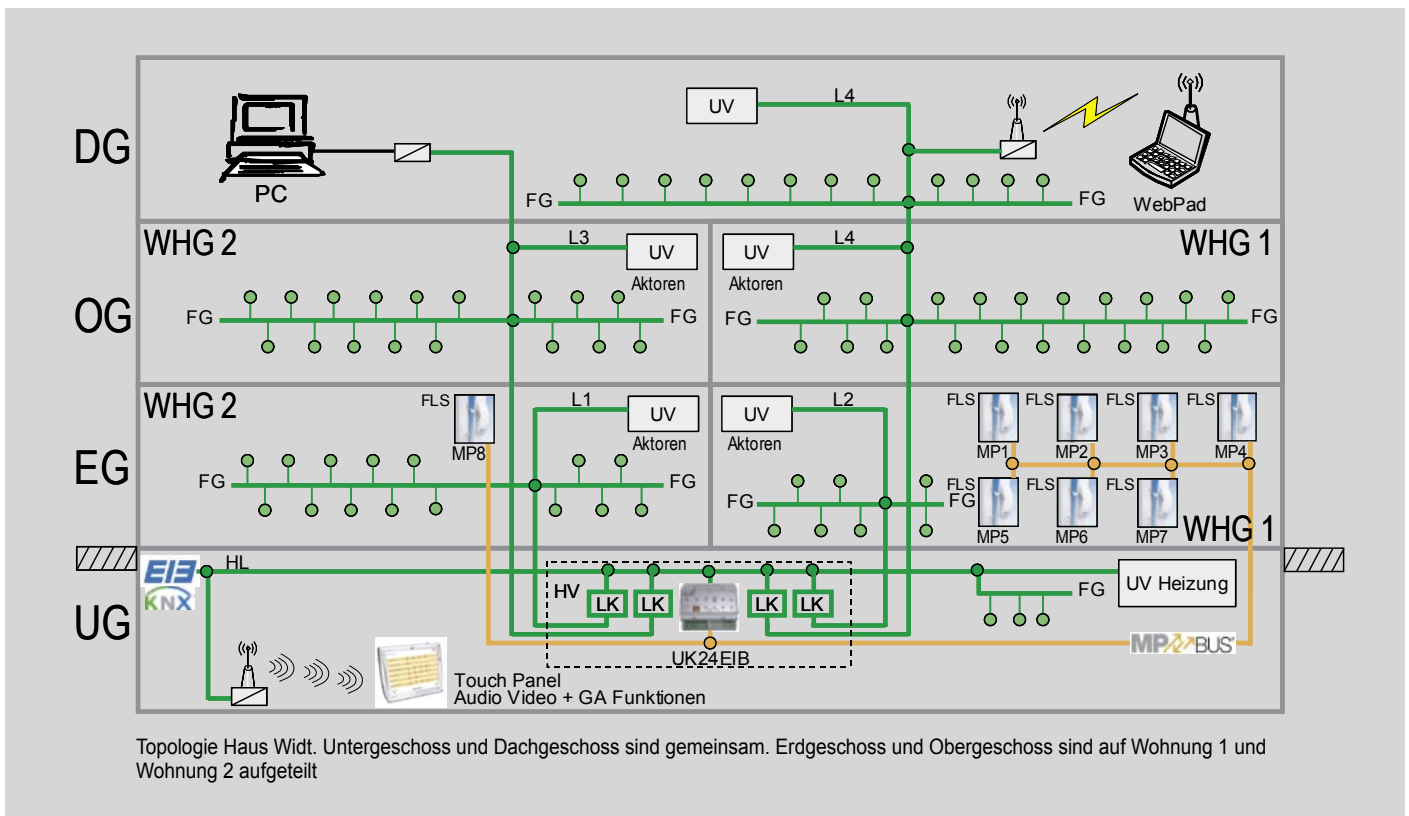 DG
PC
UV
L4
FG
FG
WebPad
WHG 2
L3
UV
Aktoren
UV
Aktoren
L4
WHG 1
OG
FG
FG
FG
FG
WHG 2
FLS
MP8
L1
UV
Aktoren
UV
Aktoren
L2
FLS
MP1
FLS
MP2
FLS
MP3
FLS
MP4
EG
FG
FG
FG
FG
FLS
MP5
FLS
MP6
FLS
MP7
WHG 1
EIB
KNX
HL
HV
LK
LK
LK
LK
UK24EIB
FG
UV Heizung
UG
MP BUS
Touch Panel
Audio Video + GA Funktionen
Topologie Haus Widt. Untergeschoss und Dachgeschoss sind gemeinsam. Erdgeschoss und Obergeschoss sind auf Wohnung 1 und
Wohnung 2 aufgeteilt